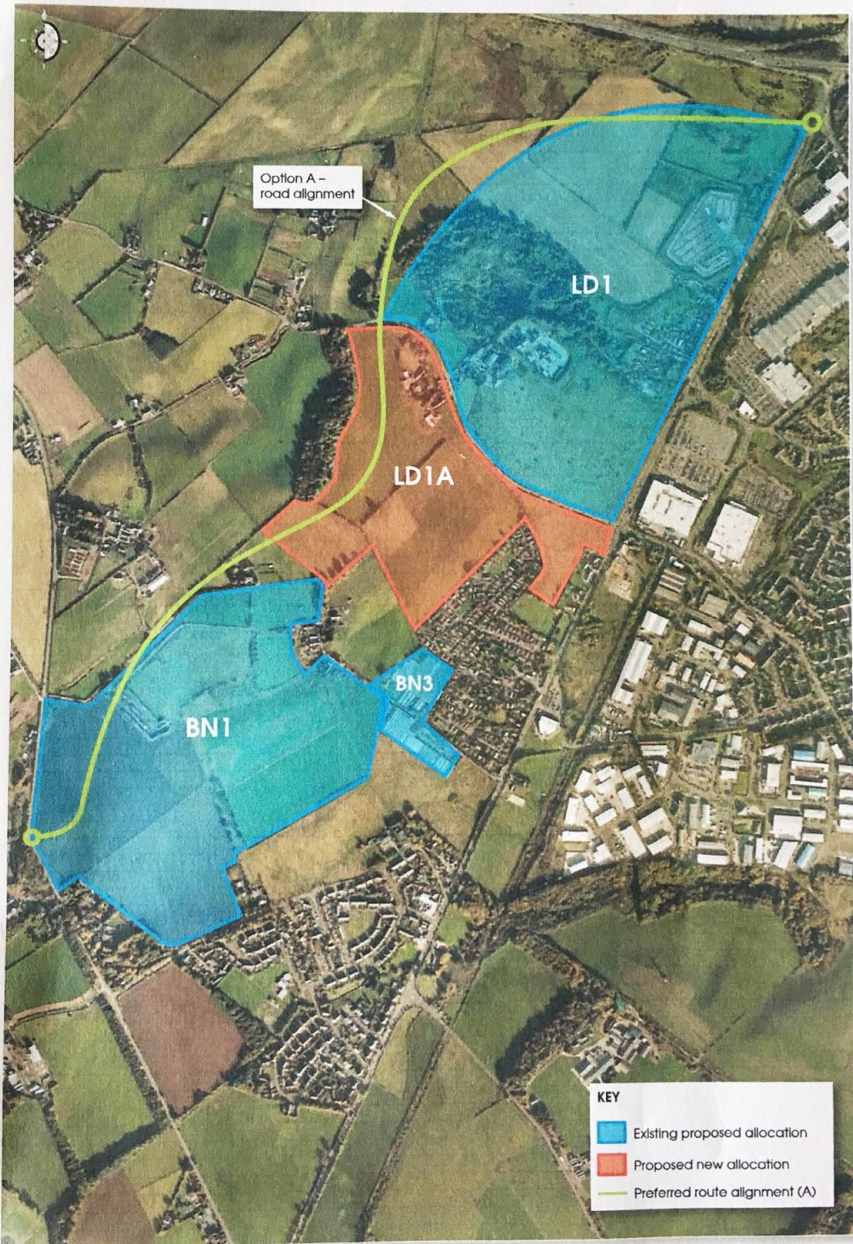 Option A –
road alignment
LD1
LD1A
BN3
BN1
KEY
Existing proposed allocation
Proposed new allocation
Preferred route alignment (A)